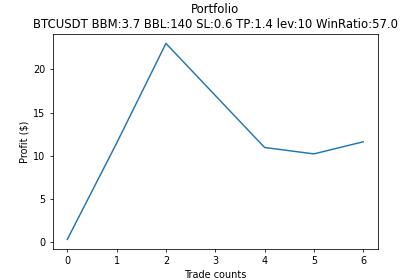 Portfolio
BTCUSDT BBM:3.7 BBL:140 SL:0.6 TP:1.4 lev:10 WinRatio:57.0
20
15
10
5
0
Profit ($)
0 1 2 3 4 5 6
Trade counts